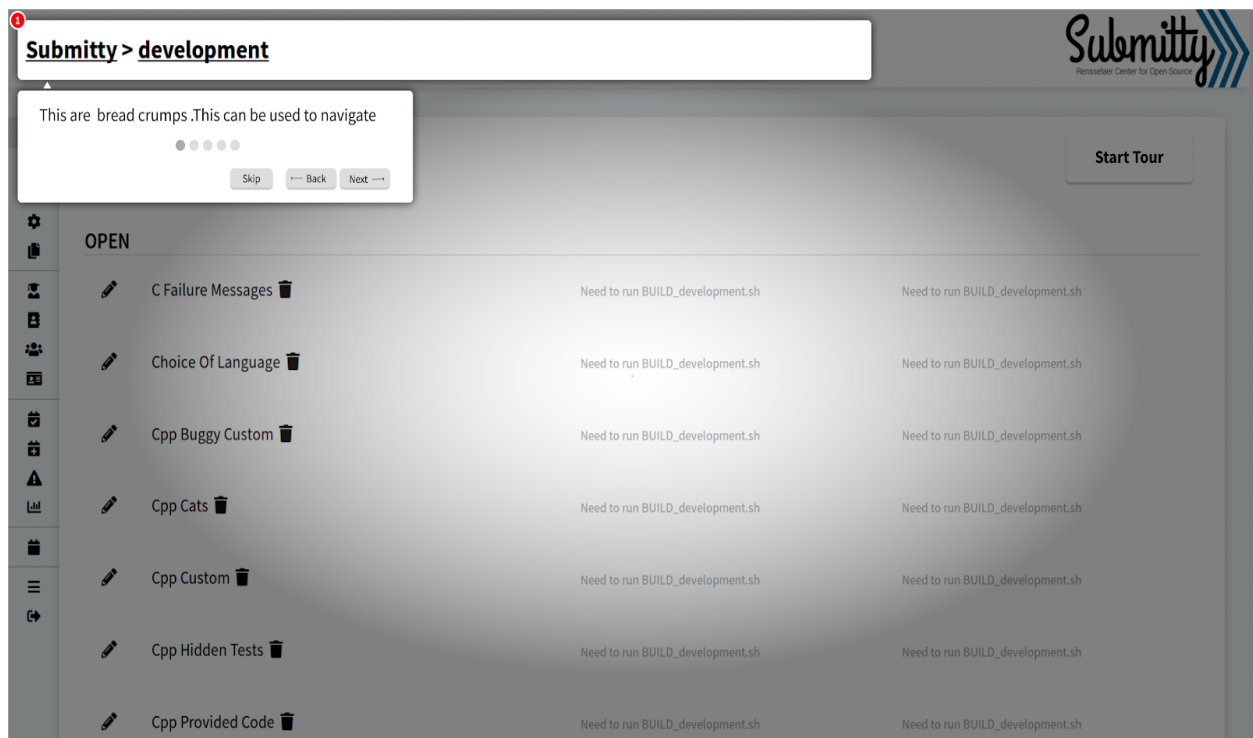 1
Submitty > development
Submitty
Rensselaer Center for Open Source
This are bread crumps .This can be used to navigate
Skip
← Back
Next →
Start Tour
OPEN
C Failure Messages
Need to run BUILD_development.sh
Need to run BUILD_development.sh
Choice Of Language
Need to run BUILD_development.sh
Need to run BUILD_development.sh
Cpp Buggy Custom
Need to run BUILD_development.sh
Need to run BUILD_development.sh
Cpp Cats
Need to run BUILD_development.sh
Need to run BUILD_development.sh
Cpp Custom
Need to run BUILD_development.sh
Need to run BUILD_development.sh
Cpp Hidden Tests
Need to run BUILD_development.sh
Need to run BUILD_development.sh
Cpp Provided Code
Need to run BUILD_development.sh
Need to run BUILD_development.sh